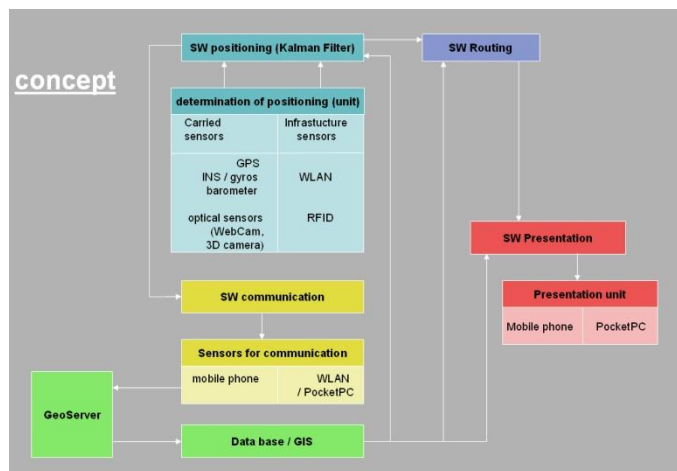 concept
SW positioning (Kalman Filter)
SW Routing
determination of positioning (unit)
Carried
sensors
Infrastucture
sensors
GPS
INS / gyros
barometer
WLAN
optical sensors
(WebCam,
3D camera)
RFID
SW Presentation
SW communication
Presentation unit
Mobile phone
PocketPC
Sensors for communication
mobile phone
WLAN
/ PocketPC
GeoServer
Data base / GIS